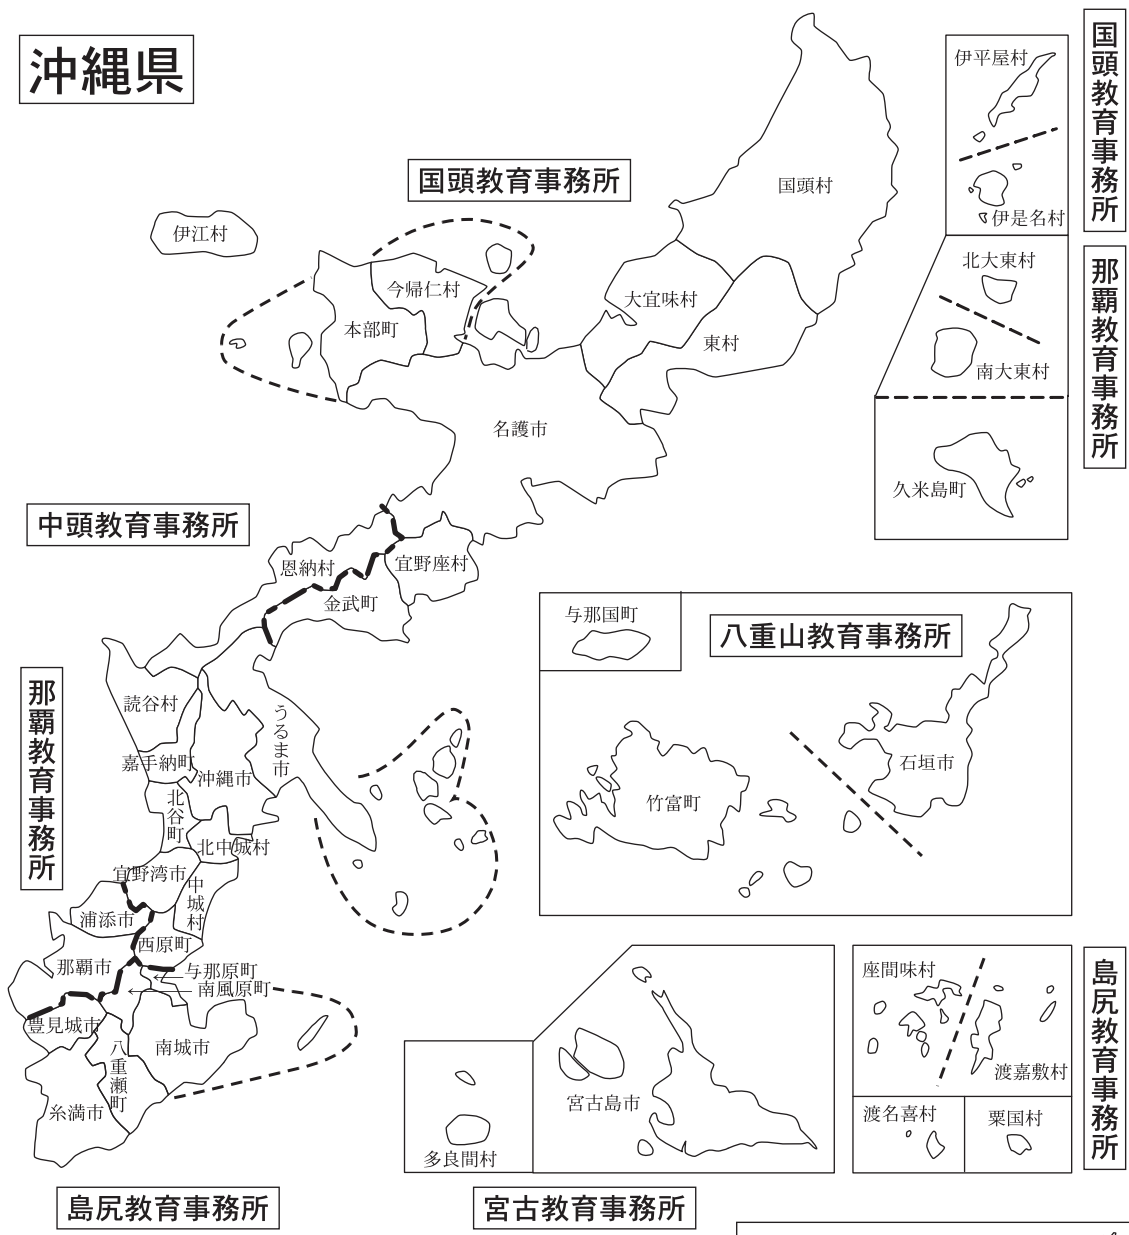 沖縄県
国頭教育事務所
伊平屋村
国頭教育事務所
国頭村
伊是名村
伊江村
北大東村
今帰仁村
大宜味村
本部町
東村
南大東村
那覇教育事務所
名護市
久米島町
中頭教育事務所
恩納村
宜野座村
金武町
与那国町
八重山教育事務所
那覇教育事務所
読谷村
うるま市
嘉手納町
沖縄市
石垣市
北谷町
竹富町
北中城村
宜野湾市
中城村
浦添市
西原町
那覇市
与那原町
南風原町
座間味村
島尻教育事務所
豊見城市
南城市
八重瀬町
渡嘉敷村
糸満市
宮古島市
渡名喜村
粟国村
多良間村
島尻教育事務所
宮古教育事務所